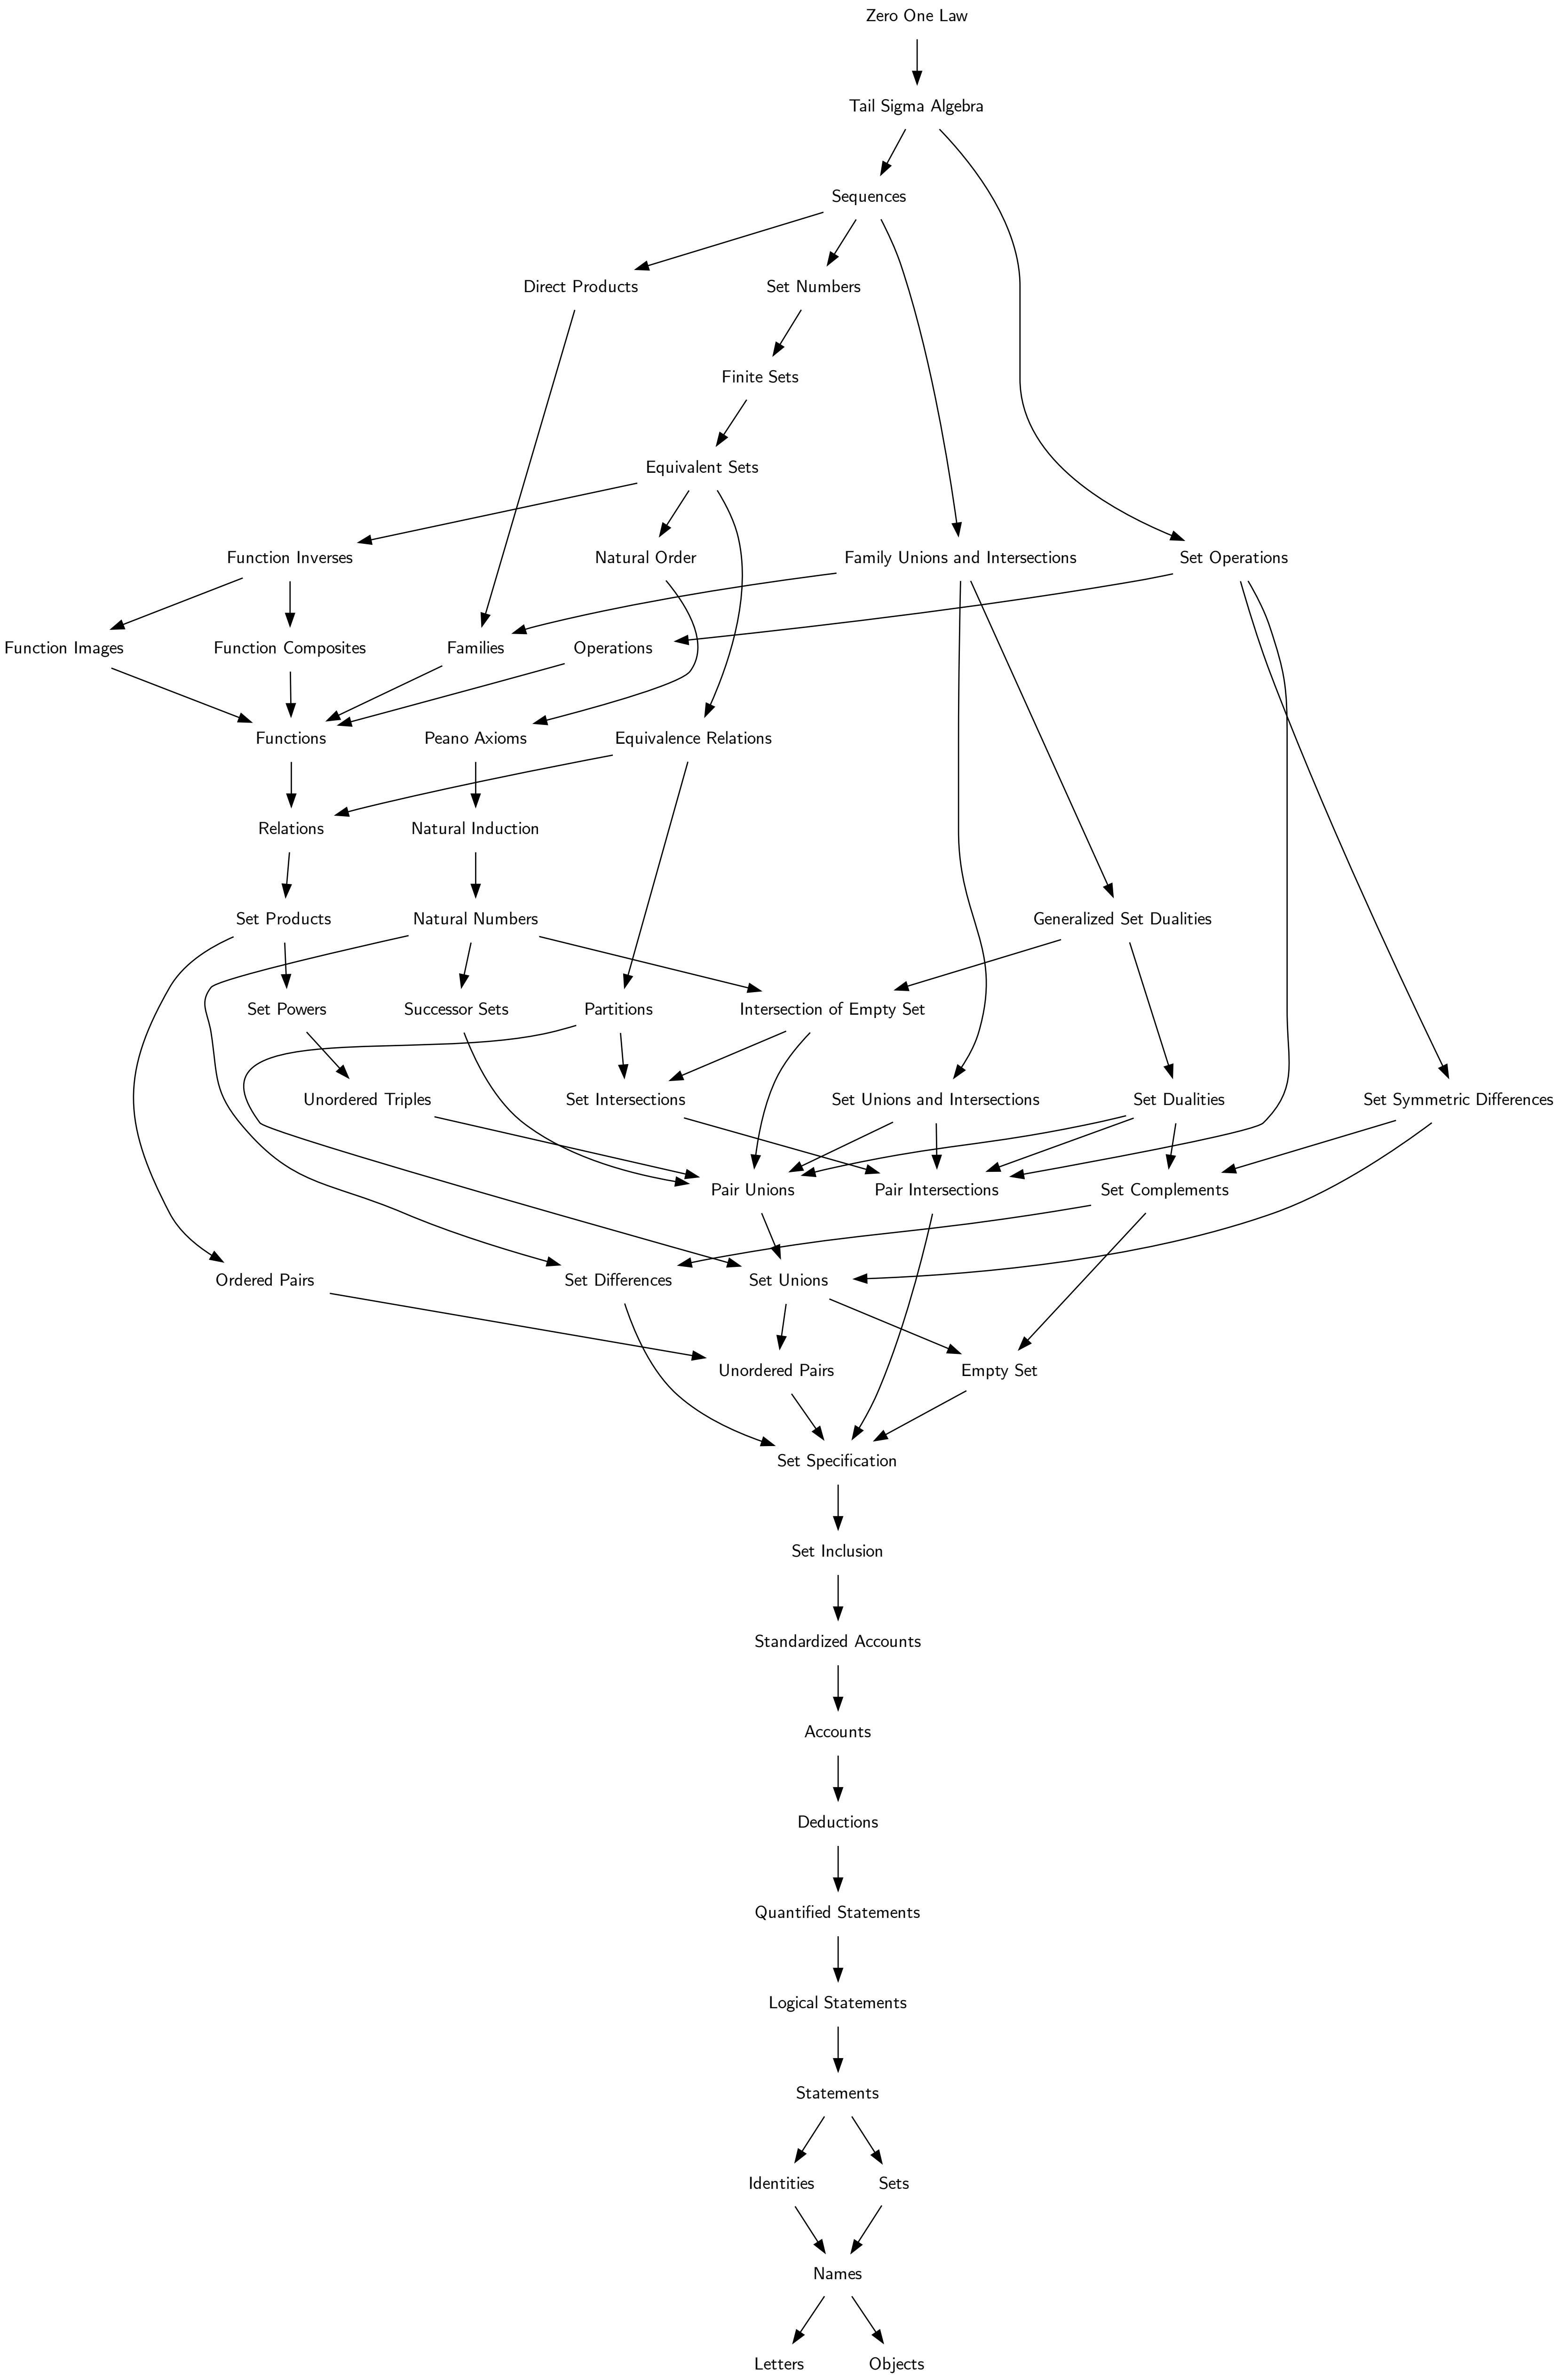 Zero One Law
Tail Sigma Algebra
Sequences
Direct Products
Set Numbers
Finite Sets
Equivalent Sets
Function Inverses
Natural Order
Family Unions and Intersections
Set Operations
Function Images
Function Composites
Families
Operations
Functions
Peano Axioms
Equivalence Relations
Relations
Natural Induction
Set Products
Natural Numbers
Generalized Set Dualities
Set Powers
Successor Sets
Partitions
Intersection of Empty Set
Unordered Triples
Set Intersections
Set Unions and Intersections
Set Dualities
Set Symmetric Differences
Pair Unions
Pair Intersections
Set Complements
Ordered Pairs
Set Differences
Set Unions
Unordered Pairs
Empty Set
Set Specification
Set Inclusion
Standardized Accounts
Accounts
Deductions
Quantified Statements
Logical Statements
Statements
Identities
Sets
Names
Letters
Objects